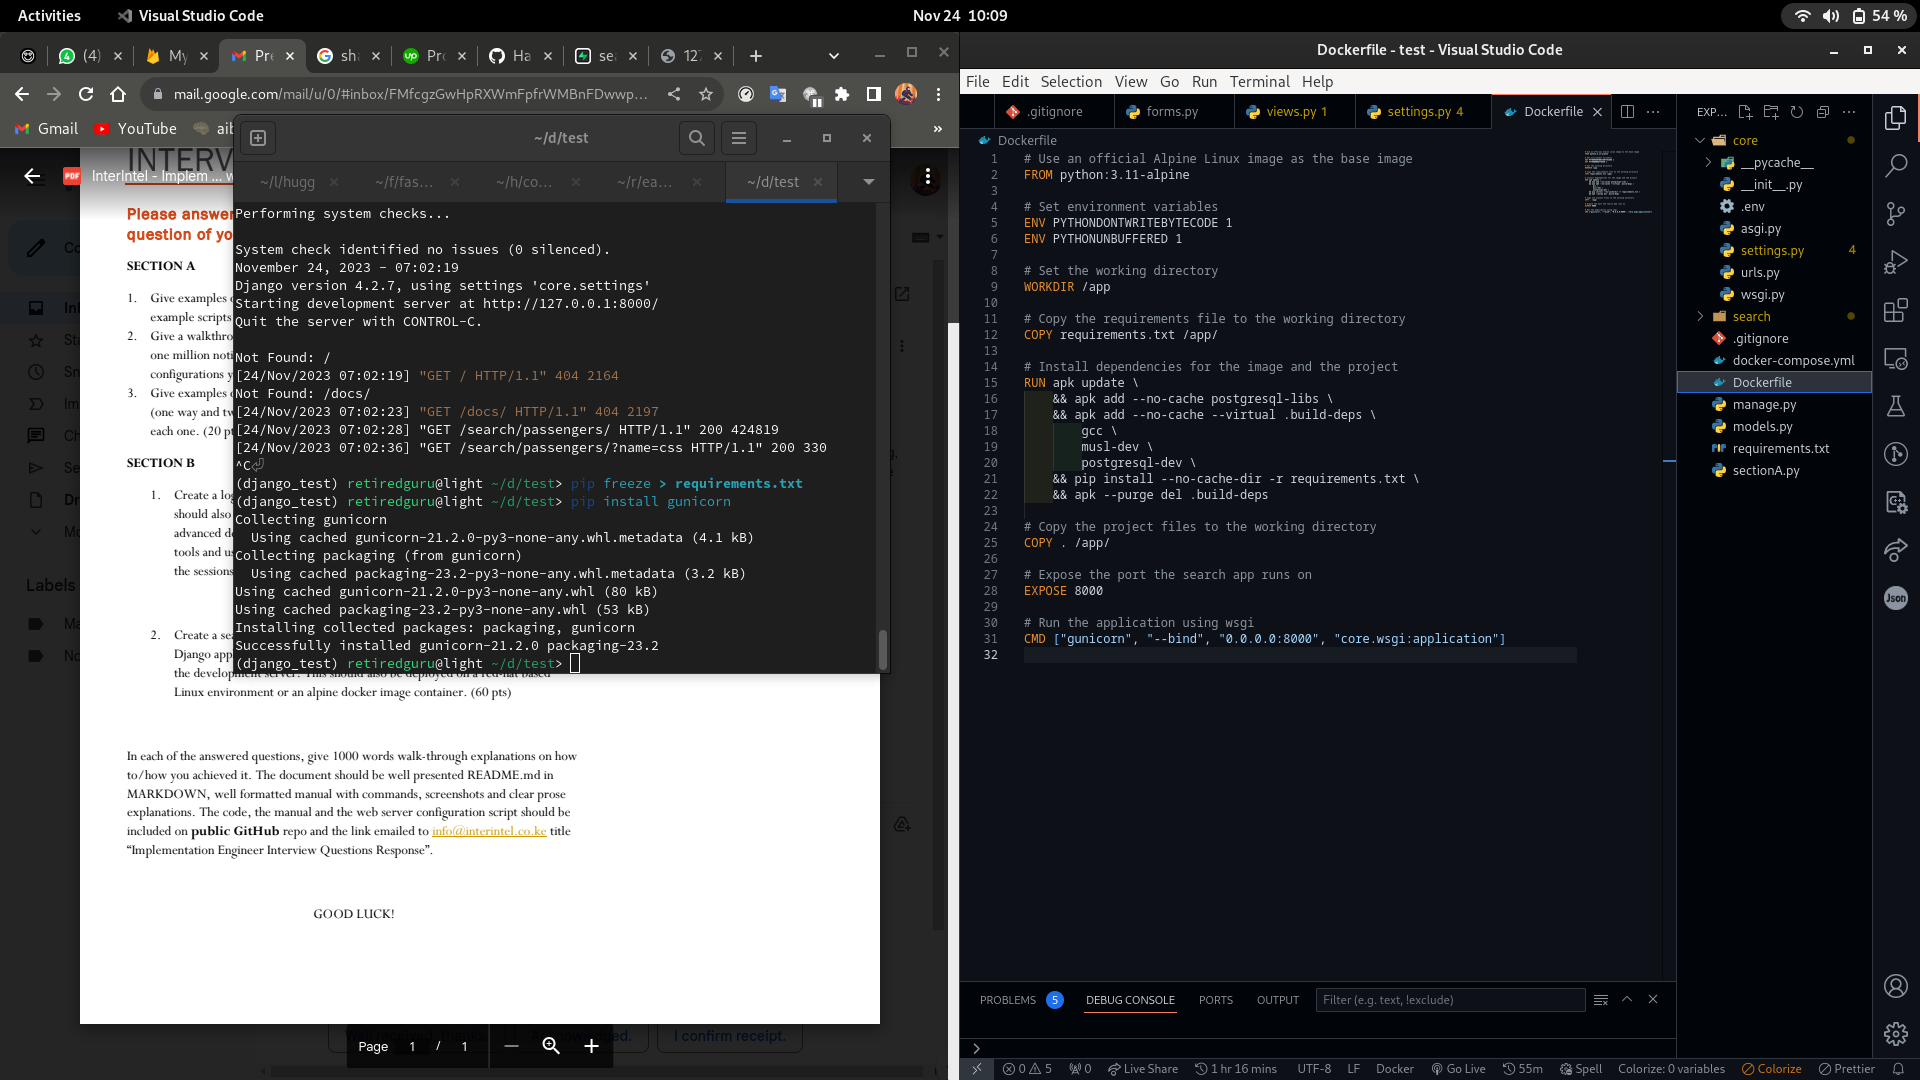 Activities
Visual Studio Code
Nov 24 10:09
54 %
(4)
My
Pre
sh
Pro
Ha
se
127
mail.google.com/mail/u/0/#inbox/FMfcgzGwHpRXWmFpfrWMBnFDwwp...
Gmail
YouTube
aib
»
INTERV
PDF
InterIntel - Implem ... w
Please answer
question of yo
SECTION A
1. Give examples o
example scripts
2. Give a walkthro
one million noti
configurations y
3. Give examples o
(one way and tw
each one. (20 pt
SECTION B
1. Create a log
should also
advanced de
tools and us
the sessions
2. Create a sea
Django app
the development server. This should also be deployed on a red-hat based
Linux environment or an alpine docker image container. (60 pts)
In each of the answered questions, give 1000 words walk-through explanations on how
to/how you achieved it. The document should be well presented README.md in
MARKDOWN, well formatted manual with commands, screenshots and clear prose
explanations. The code, the manual and the web server configuration script should be
included on public GitHub repo and the link emailed to info@interintel.co.ke title
“Implementation Engineer Interview Questions Response”.
GOOD LUCK!
Labels
I confirm receipt.
Page 1 / 1
~/d/test
~/l/hugg
~/f/fas...
~/h/co...
~/r/ea...
~/d/test
Performing system checks...
System check identified no issues (0 silenced).
November 24, 2023 - 07:02:19
Django version 4.2.7, using settings 'core.settings'
Starting development server at http://127.0.0.1:8000/
Quit the server with CONTROL-C.
Not Found: /
[24/Nov/2023 07:02:19] "GET / HTTP/1.1" 404 2164
Not Found: /docs/
[24/Nov/2023 07:02:23] "GET /docs/ HTTP/1.1" 404 2197
[24/Nov/2023 07:02:28] "GET /search/passengers/ HTTP/1.1" 200 424819
[24/Nov/2023 07:02:36] "GET /search/passengers/?name=css HTTP/1.1" 200 330
^C⏎
(django_test) retiredguru@light ~/d/test> pip freeze > requirements.txt
(django_test) retiredguru@light ~/d/test> pip install gunicorn
Collecting gunicorn
Using cached gunicorn-21.2.0-py3-none-any.whl.metadata (4.1 kB)
Collecting packaging (from gunicorn)
Using cached packaging-23.2-py3-none-any.whl.metadata (3.2 kB)
Using cached gunicorn-21.2.0-py3-none-any.whl (80 kB)
Using cached packaging-23.2-py3-none-any.whl (53 kB)
Installing collected packages: packaging, gunicorn
Successfully installed gunicorn-21.2.0 packaging-23.2
(django_test) retiredguru@light ~/d/test>
Dockerfile - test - Visual Studio Code
File Edit Selection View Go Run Terminal Help
.gitignore
forms.py
views.py 1
settings.py 4
Dockerfile
Dockerfile
1 # Use an official Alpine Linux image as the base image
2 FROM python:3.11-alpine
3
4 # Set environment variables
5 ENV PYTHONDONTWRITEBYTECODE 1
6 ENV PYTHONUNBUFFERED 1
7
8 # Set the working directory
9 WORKDIR /app
10
11 # Copy the requirements file to the working directory
12 COPY requirements.txt /app/
13
14 # Install dependencies for the image and the project
15 RUN apk update \
16 && apk add --no-cache postgresql-libs \
17 && apk add --no-cache --virtual .build-deps \
18 gcc \
19 musl-dev \
20 postgresql-dev \
21 && pip install --no-cache-dir -r requirements.txt \
22 && apk --purge del .build-deps
23
24 # Copy the project files to the working directory
25 COPY . /app/
26
27 # Expose the port the search app runs on
28 EXPOSE 8000
29
30 # Run the application using wsgi
31 CMD ["gunicorn", "--bind", "0.0.0.0:8000", "core.wsgi:application"]
32
EXP...
core
__pycache__
__init__.py
.env
asgi.py
settings.py 4
urls.py
wsgi.py
search
.gitignore
docker-compose.yml
Dockerfile
manage.py
models.py
requirements.txt
sectionA.py
Json
PROBLEMS 5 DEBUG CONSOLE PORTS OUTPUT Filter (e.g. text, !exclude)
0 5 0 Live Share 1 hr 16 mins UTF-8 LF Docker Go Live 55m Spell Colorize: 0 variables Colorize Prettier